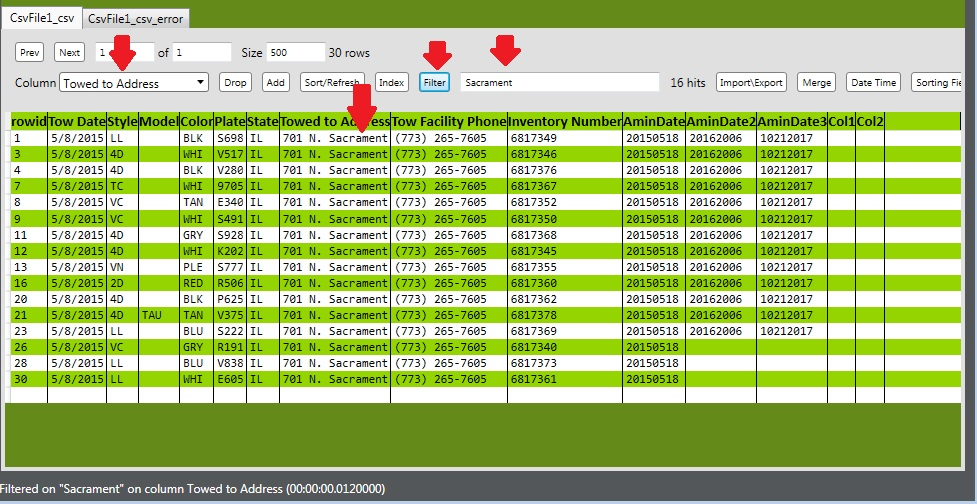 CsvFile1_csv CsvFile1_csv_error
Prev Next 1 of 1 Size 500 30 rows
Column Towed to Address Drop Add Sort/Refresh Index Filter Sacrament 16 hits Import\Export Merge Date Time Sorting Fie
rowid Tow Date Style Model Color Plate State Towed to Address Tow Facility Phone Inventory Number AminDate AminDate2 AminDate3 Col1 Col2
1 5/8/2015 LL BLK S698 IL 701 N. Sacrament (773) 265-7605 6817349 20150518 20162006 10212017
3 5/8/2015 4D WHI V517 IL 701 N. Sacrament (773) 265-7605 6817346 20150518 20162006 10212017
4 5/8/2015 4D BLK V280 IL 701 N. Sacrament (773) 265-7605 6817376 20150518 20162006 10212017
7 5/8/2015 TC WHI 9705 IL 701 N. Sacrament (773) 265-7605 6817367 20150518 20162006 10212017
8 5/8/2015 VC TAN E340 IL 701 N. Sacrament (773) 265-7605 6817352 20150518 20162006 10212017
9 5/8/2015 VC WHI S491 IL 701 N. Sacrament (773) 265-7605 6817350 20150518 20162006 10212017
11 5/8/2015 4D GRY S928 IL 701 N. Sacrament (773) 265-7605 6817368 20150518 20162006 10212017
12 5/8/2015 4D WHI K202 IL 701 N. Sacrament (773) 265-7605 6817345 20150518 20162006 10212017
13 5/8/2015 VN PLE S777 IL 701 N. Sacrament (773) 265-7605 6817355 20150518 20162006 10212017
16 5/8/2015 2D RED R506 IL 701 N. Sacrament (773) 265-7605 6817360 20150518 20162006 10212017
20 5/8/2015 4D BLK P625 IL 701 N. Sacrament (773) 265-7605 6817362 20150518 20162006 10212017
21 5/8/2015 4D TAU TAN V375 IL 701 N. Sacrament (773) 265-7605 6817378 20150518 20162006 10212017
23 5/8/2015 LL BLU S222 IL 701 N. Sacrament (773) 265-7605 6817369 20150518 20162006 10212017
26 5/8/2015 VC GRY R191 IL 701 N. Sacrament (773) 265-7605 6817340 20150518
28 5/8/2015 LL BLU V838 IL 701 N. Sacrament (773) 265-7605 6817373 20150518
30 5/8/2015 LL WHI E605 IL 701 N. Sacrament (773) 265-7605 6817361 20150518
Filtered on "Sacrament" on column Towed to Address (00:00:00.0120000)